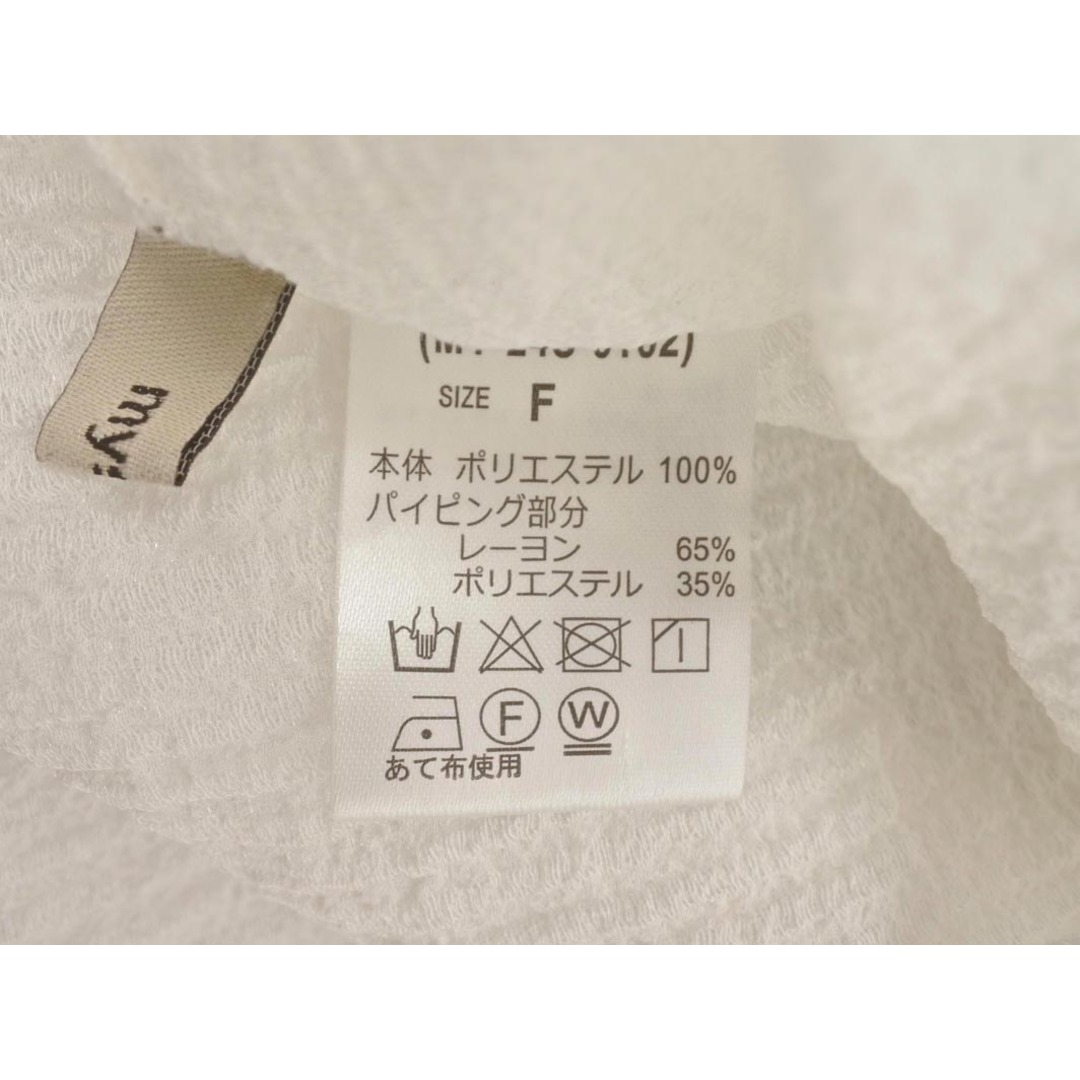 my
SIZE F
本体 ポリエステル 100%
パイピング部分
レーヨン 65%
ポリエステル 35%
F W
あて布使用